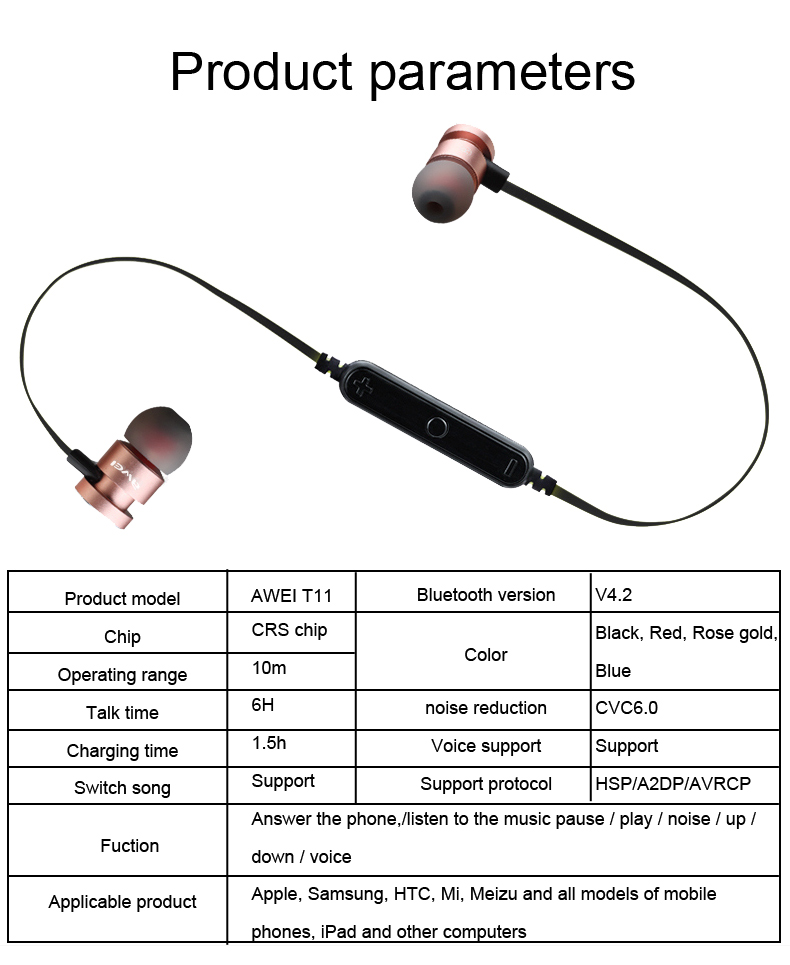 Product parameters
AWEI
Product model AWEI T11 Bluetooth version V4.2
Chip CRS chip Color Black, Red, Rose gold,
Blue
Operating range 10m
Talk time 6H noise reduction CVC6.0
Charging time 1.5h Voice support Support
Switch song Support Support protocol HSP/A2DP/AVRCP
Fuction Answer the phone,/listen to the music pause / play / noise / up /
down / voice
Applicable product Apple, Samsung, HTC, Mi, Meizu and all models of mobile
phones, iPad and other computers